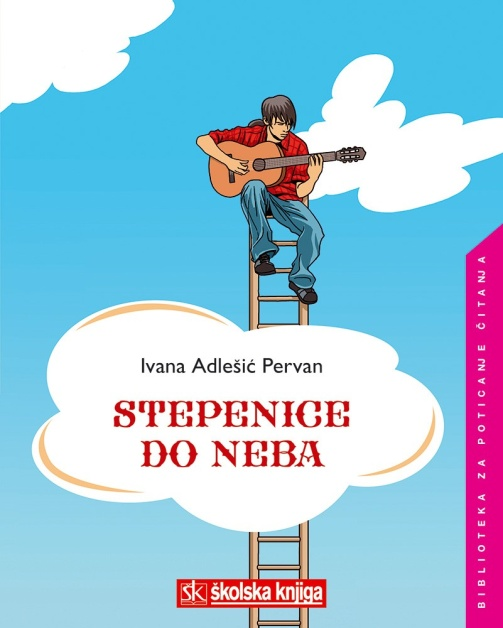 Ivana Adlešić Pervan
STEPENICE
DO NEBA
BIBLIOTEKA ZA POTICANJE ČITANJA
ŠK školska knjiga